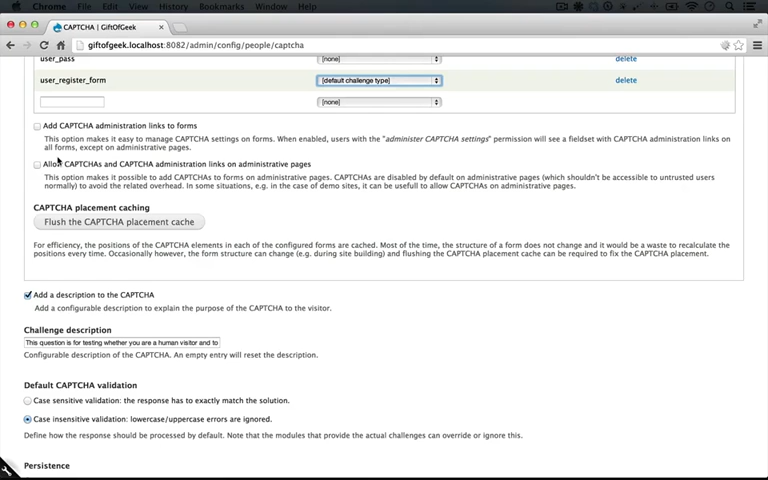 Chrome File Edit View History Bookmarks Window Help
CAPTCHA | GiftOfGeek
giftofgeek.localhost:8082/admin/config/people/captcha
user_pass [none] delete
user_register_form [default challenge type] delete
[none]
Add CAPTCHA administration links to forms
This option makes it easy to manage CAPTCHA settings on forms. When enabled, users with the "administer CAPTCHA settings" permission will see a fieldset with CAPTCHA administration links on
all forms, except on administrative pages.
Allow CAPTCHAs and CAPTCHA administration links on administrative pages
This option makes it possible to add CAPTCHAs to forms on administrative pages. CAPTCHAs are disabled by default on administrative pages (which shouldn't be accessible to untrusted users
normally) to avoid the related overhead. In some situations, e.g. in the case of demo sites, it can be usefull to allow CAPTCHAs on administrative pages.
CAPTCHA placement caching
Flush the CAPTCHA placement cache
For efficiency, the positions of the CAPTCHA elements in each of the configured forms are cached. Most of the time, the structure of a form does not change and it would be a waste to recalculate the
positions every time. Occasionally however, the form structure can change (e.g. during site building) and flushing the CAPTCHA placement cache can be required to fix the CAPTCHA placement.
Add a description to the CAPTCHA
Add a configurable description to explain the purpose of the CAPTCHA to the visitor.
Challenge description
This question is for testing whether you are a human visitor and to
Configurable description of the CAPTCHA. An empty entry will reset the description.
Default CAPTCHA validation
Case sensitive validation: the response has to exactly match the solution.
Case insensitive validation: lowercase/uppercase errors are ignored.
Define how the response should be processed by default. Note that the modules that provide the actual challenges can override or ignore this.
Persistence